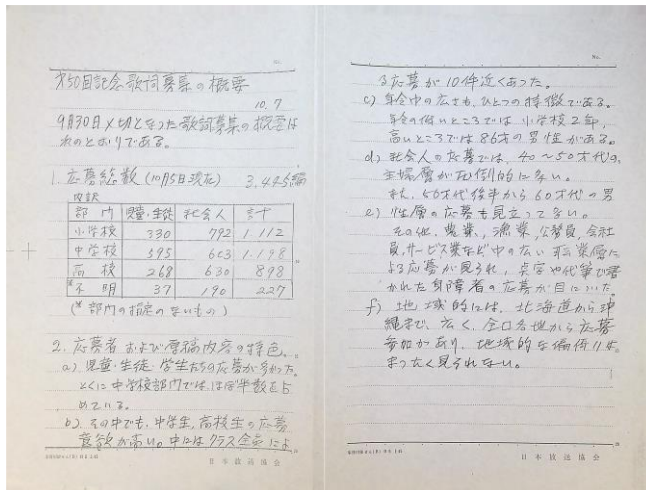 第50回記念歌詞募集の概要
10.7
9月30日〆切となった歌詞募集の概要は
次のとおりである。
1. 応募総数(10月5日現在) 3,435編
内訳
部門 児童・生徒 社会人 計
小学校 330 792 1.112
中学校 595 603 1.198
高校 268 630 898
*不明 37 190 227
(*部門の指定のないもの)
2. 応募者および原稿内容の特色。
a) 児童・生徒・学生たちの応募が多かった。
とくに中学校部門では、ほぼ半数を占
めている。
b) その中でも、中学生、高校生の応募
意欲が高い。中にはクラス全員によ
日本放送協会
No.
る応募が10件近くあった。
c) 年令巾の広さも、ひとつの特徴である。
年令の低いところでは小学校2年、
高いところでは86才の男性がある。
d) 社会人の応募では、40〜50才代の
主婦層が圧倒的に多い。
また、50才代後半から60才代の男
e) 性層の応募も目立って多い。
その他、農業、漁業、公務員、会社
員、サービス業など巾の広い職業層に
よる応募が見られ、点字や代筆で書
かれた身障者の応募が目についた
f) 地域的には、北海道から沖
縄まで、広く、全国各地から応募
参加があり、地域的な偏倚は
まったく見られない。
日本放送協会